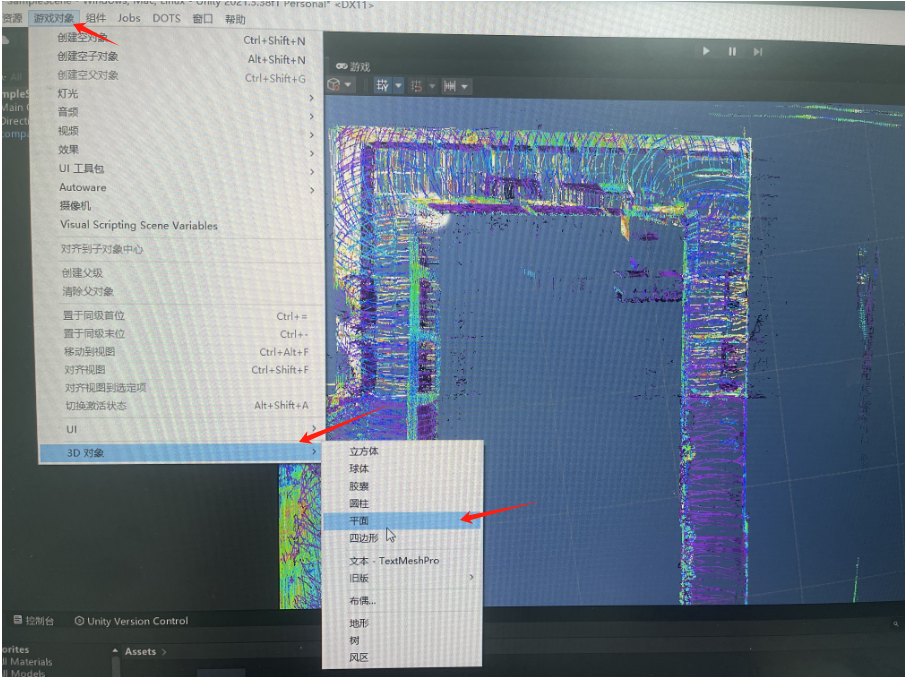 SampleScene - Windows, Mac, Linux - Unity 2021.3.38f1 Personal* <DX11>
资源 游戏对象 组件 Jobs DOTS 窗口 帮助
创建空对象 Ctrl+Shift+N
创建空子对象 Alt+Shift+N
创建空父对象 Ctrl+Shift+G
灯光
音频
视频
效果
UI 工具包
Autoware
摄像机
Visual Scripting Scene Variables
对齐到子对象中心
创建父级
清除父对象
置于同级首位 Ctrl+=
置于同级末位 Ctrl+-
移动到视图 Ctrl+Alt+F
对齐视图 Ctrl+Shift+F
对齐视图到选定项
切换激活状态 Alt+Shift+A
UI
3D 对象
All
mpleS
Main C
Directi
compa
游戏
立方体
球体
胶囊
圆柱
平面
四边形
文本 - TextMeshPro
旧版
布偶...
地形
树
风区
控制台 Unity Version Control
orites
ll Materials
ll Models
Assets